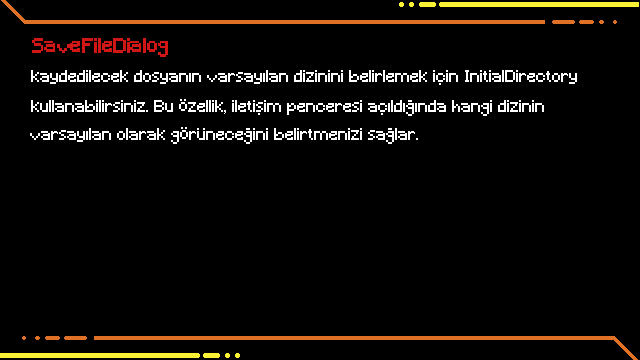 SaveFileDialog
kaydedilecek dosyanın varsayılan dizinini belirlemek için InitialDirectory
kullanabilirsiniz. Bu özellik, iletişim penceresi açıldığında hangi dizinin
varsayılan olarak görüneceğini belirtmenizi sağlar.